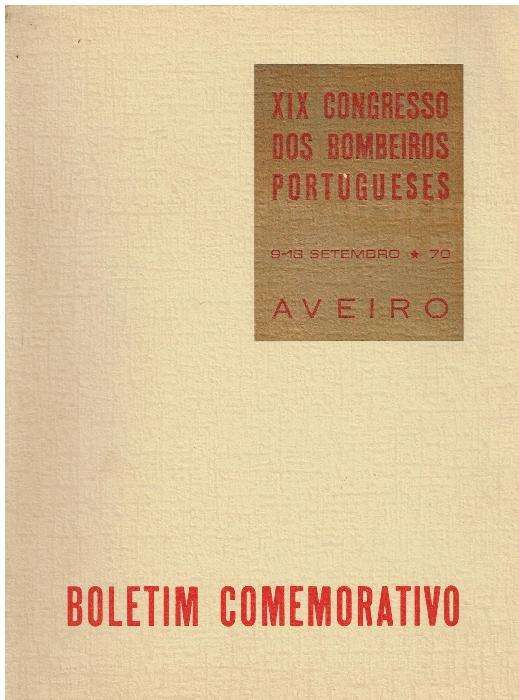 XIX CONGRESSO
DOS BOMBEIROS
PORTUGUESES
9-13 SETEMBRO ★ 70
AVEIRO
BOLETIM COMEMORATIVO